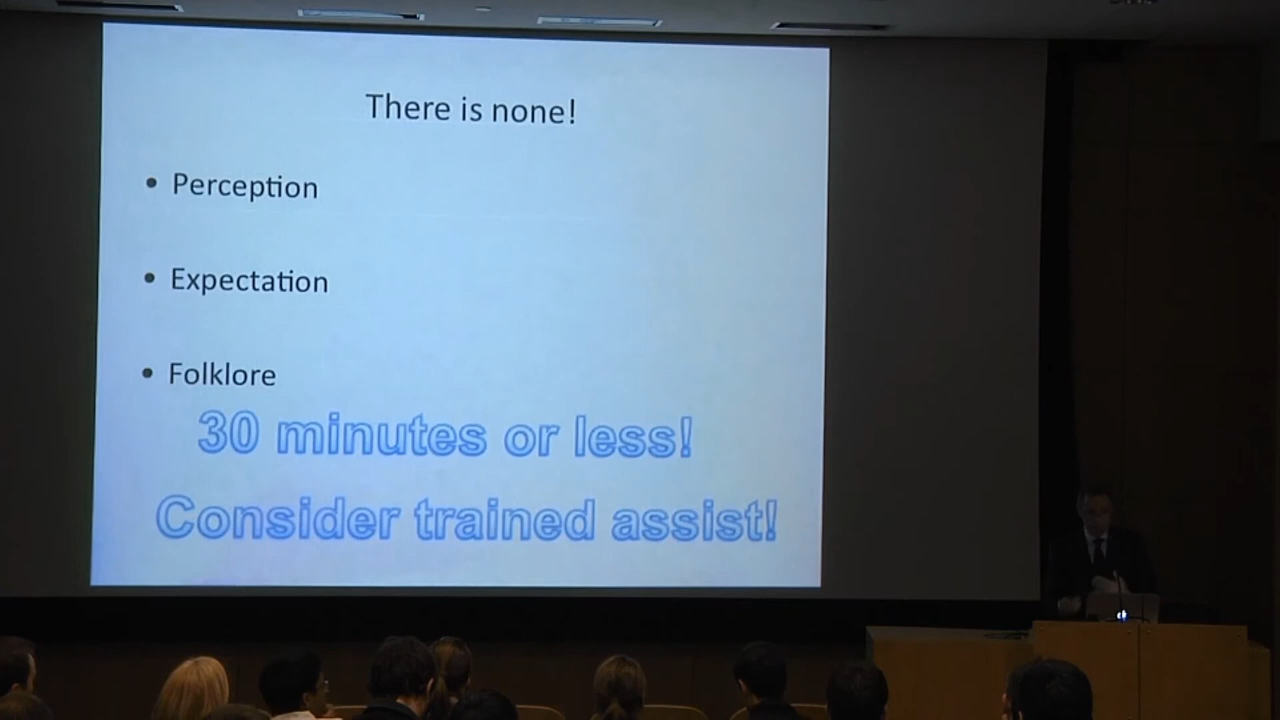 There is none!
• Perception
• Expectation
• Folklore
30 minutes or less!
Consider trained assist!